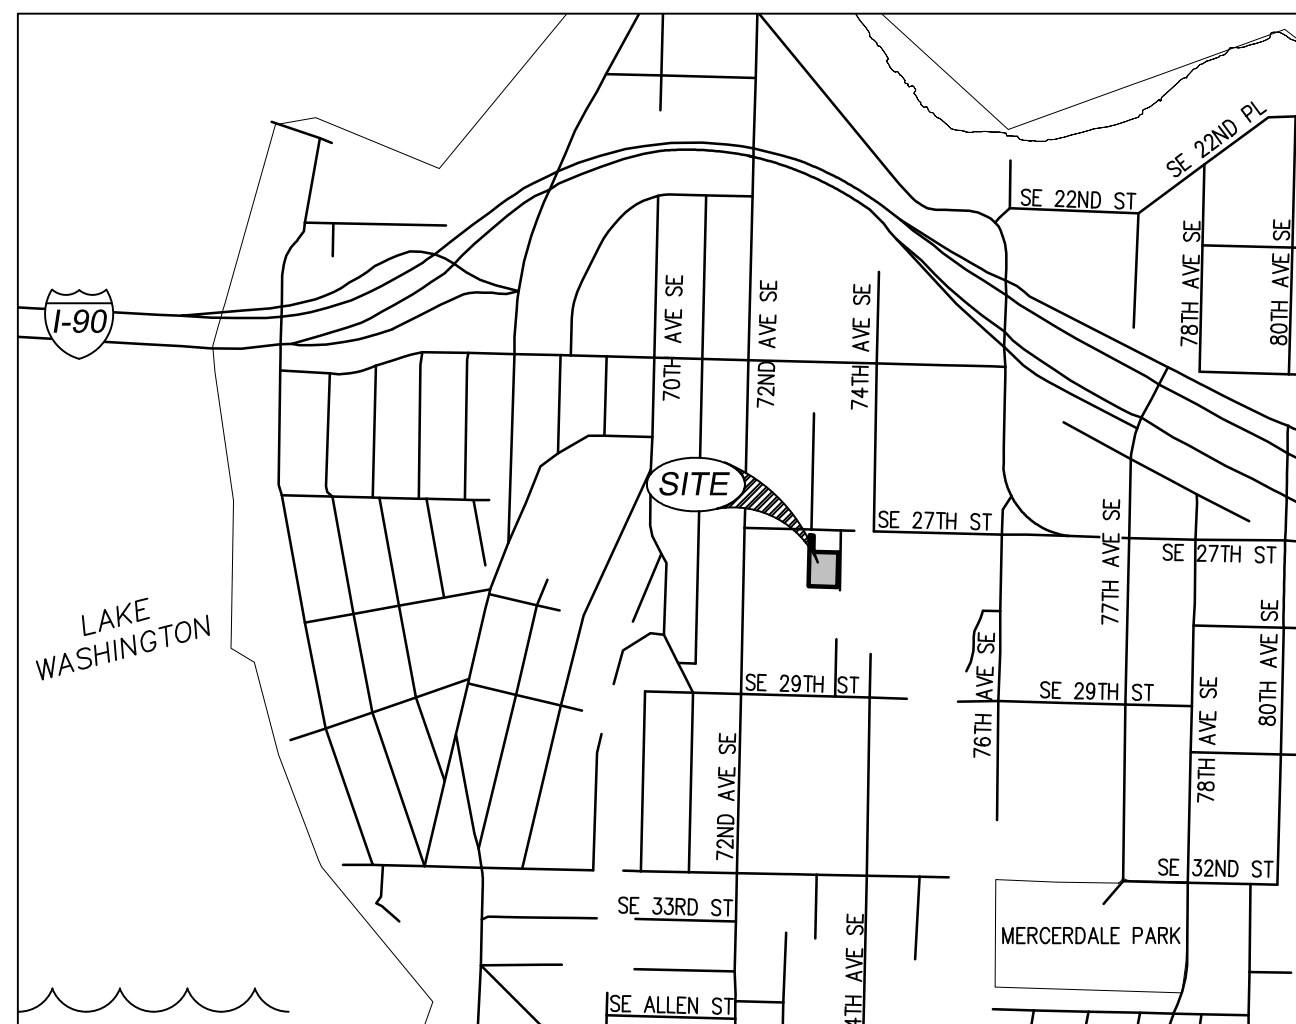 SE 22ND PL
SE 22ND ST
78TH AVE SE
80TH AVE SE
I-90
70TH AVE SE
72ND AVE SE
74TH AVE SE
SITE
SE 27TH ST
77TH AVE SE
SE 27TH ST
LAKE
WASHINGTON
76TH AVE SE
80TH AVE SE
SE 29TH ST
SE 29TH ST
78TH AVE SE
72ND AVE SE
SE 32ND ST
SE 33RD ST
MERCERDALE PARK
4TH AVE SE
SE ALLEN ST